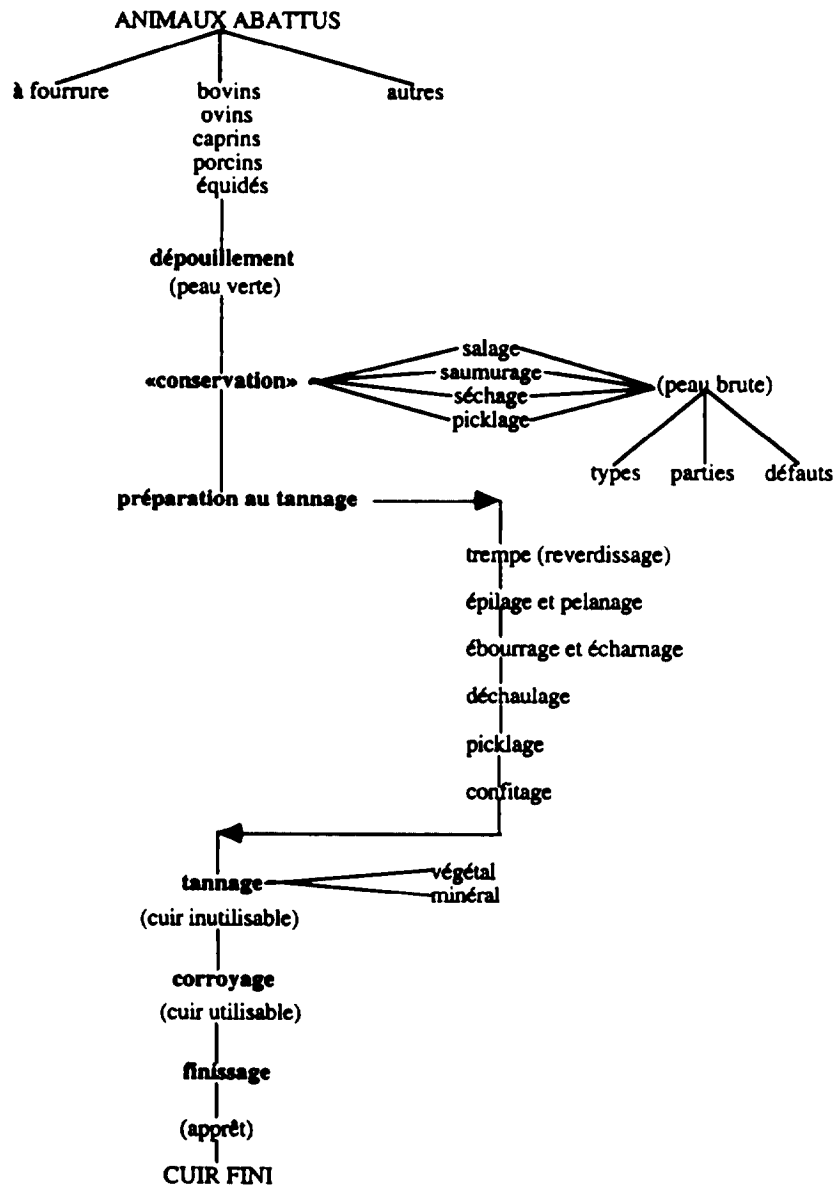 ANIMAUX ABATTUS
à fourrure
bovins
autres
ovins
caprins
porcins
équidés
dépouillement
(peau verte)
«conservation»
salage
saumurage
séchage
picklage
(peau brute)
types
parties
défauts
préparation au tannage
trempe (reverdissage)
épilage et pelanage
ébourrage et écharnage
déchaulage
picklage
confitage
tannage
végétal
minéral
(cuir inutilisable)
corroyage
(cuir utilisable)
finissage
(apprêt)
CUIR FINI